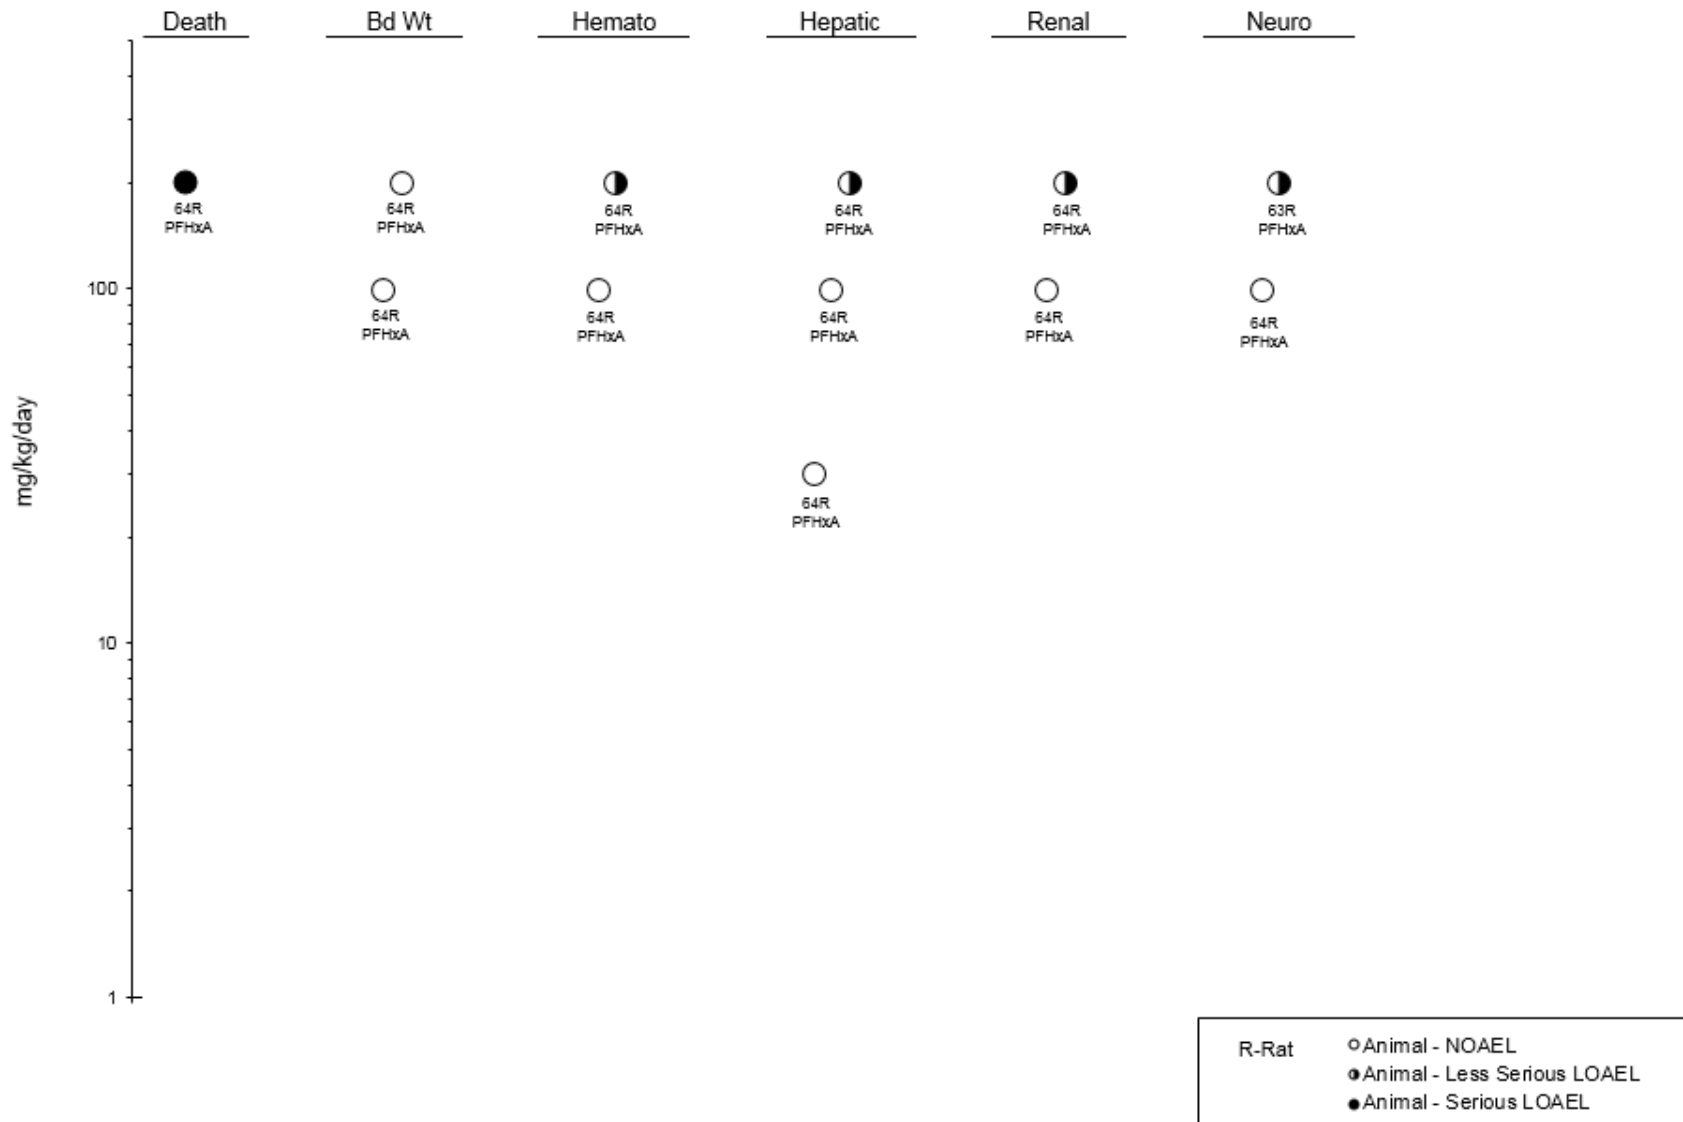 Death Bd Wt Hemato Hepatic Renal Neuro
64R 64R 64R 64R 64R 63R
PFHxA PFHxA PFHxA PFHxA PFHxA PFHxA
100
64R 64R 64R 64R 64R
PFHxA PFHxA PFHxA PFHxA PFHxA
mg/kg/day
64R
PFHxA
10
1
R-Rat
Animal - NOAEL
Animal - Less Serious LOAEL
Animal - Serious LOAEL